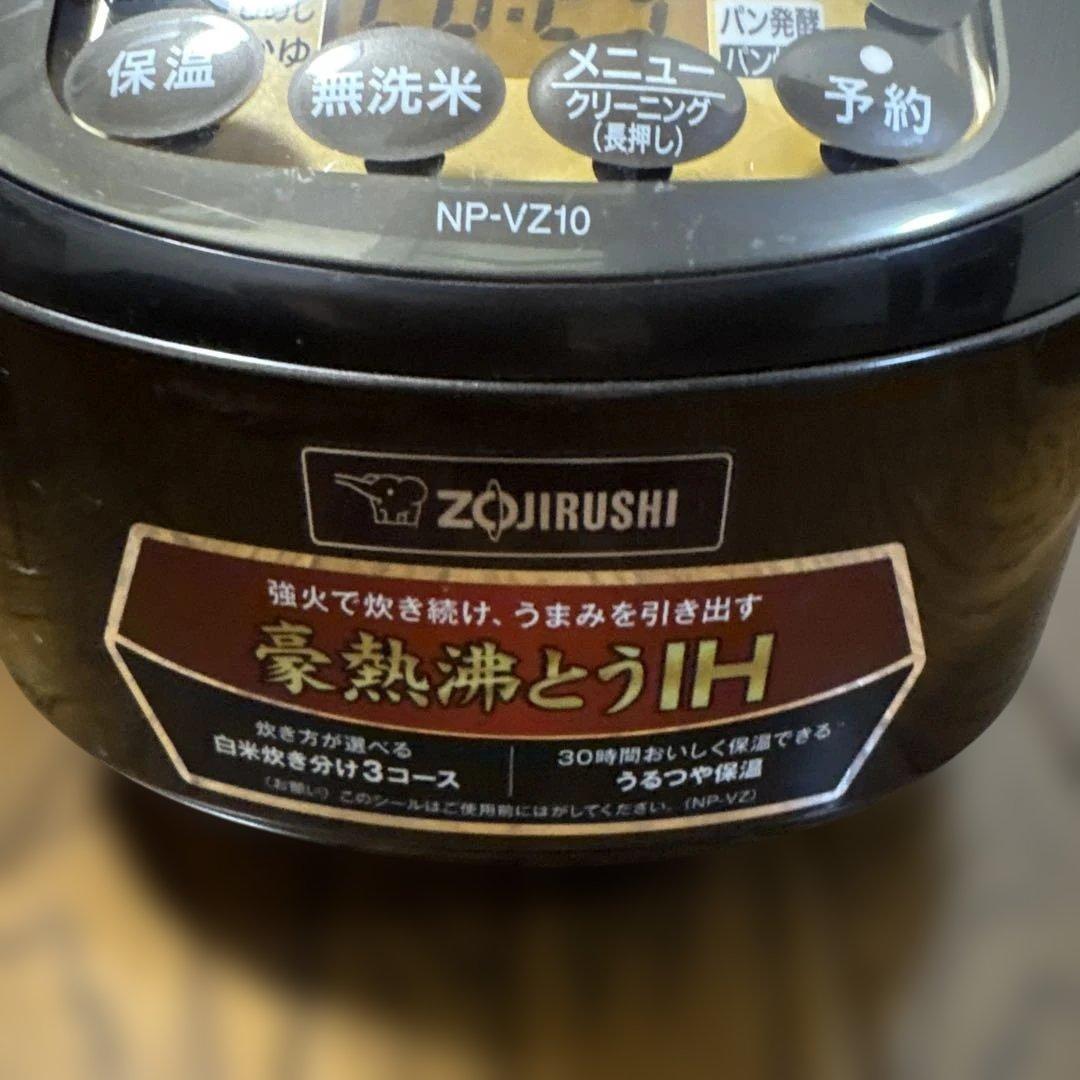 パン発酵
保温
無洗米
メニュー
クリーニング
(長押し)
予約
NP-VZ10
ZOJIRUSHI
強火で炊き続け、うまみを引き出す
豪熱沸とうIH
炊き方が選べる
白米炊き分け3コース
30時間おいしく保温できる
うるつや保温
(お願い) このシールはご使用前にはがしてください。(NP-VZ)